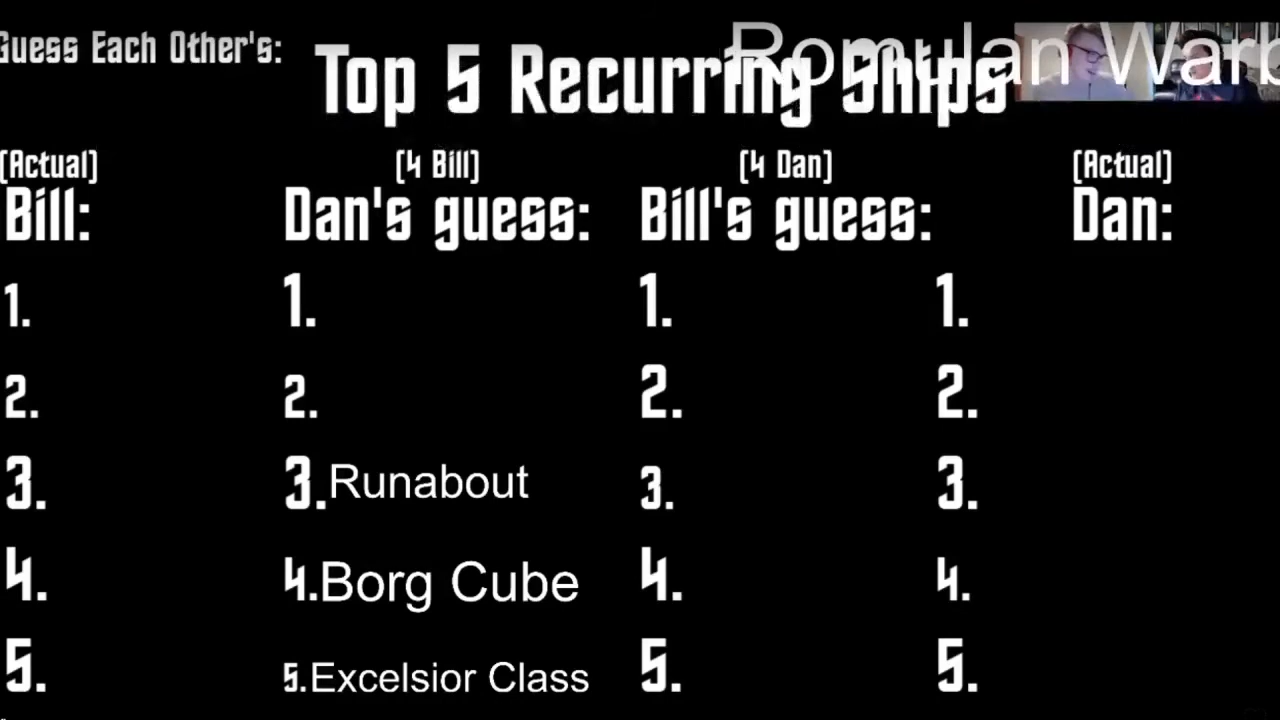 Guess Each Other's:
Top 5 Recurring Ships
Romulan Warb
(Actual)
Bill:
1.
2.
3.
4.
5.
(4 Bill)
Dan's guess:
1.
2.
3.Runabout
4.Borg Cube
5.Excelsior Class
(4 Dan)
Bill's guess:
1.
2.
3.
4.
5.
(Actual)
Dan:
1.
2.
3.
4.
5.